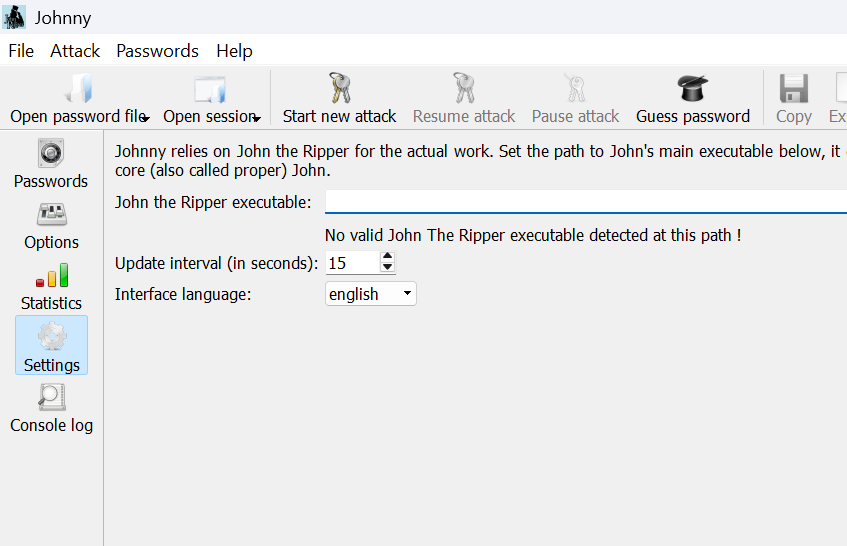 Johnny
File Attack Passwords Help
Open password file Open session Start new attack Resume attack Pause attack Guess password Copy
Passwords
Options
Statistics
Settings
Console log
Johnny relies on John the Ripper for the actual work. Set the path to John's main executable below, it
core (also called proper) John.
John the Ripper executable:
No valid John The Ripper executable detected at this path !
Update interval (in seconds): 15
Interface language: english